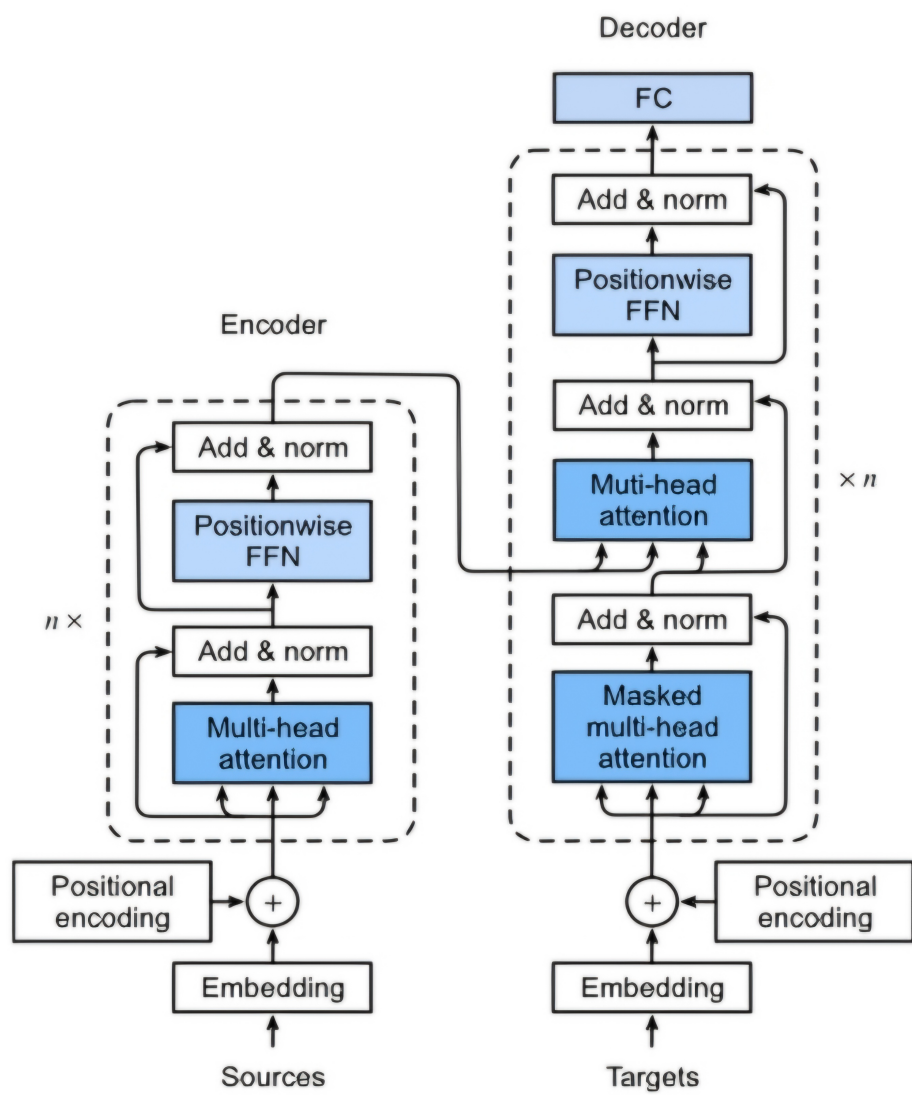 Decoder
FC
Add & norm
Positionwise
FFN
Add & norm
Muti-head
attention
× n
Add & norm
Masked
multi-head
attention
Positional
encoding
+
Embedding
Targets
Encoder
Add & norm
Positionwise
FFN
n ×
Add & norm
Multi-head
attention
Positional
encoding
+
Embedding
Sources